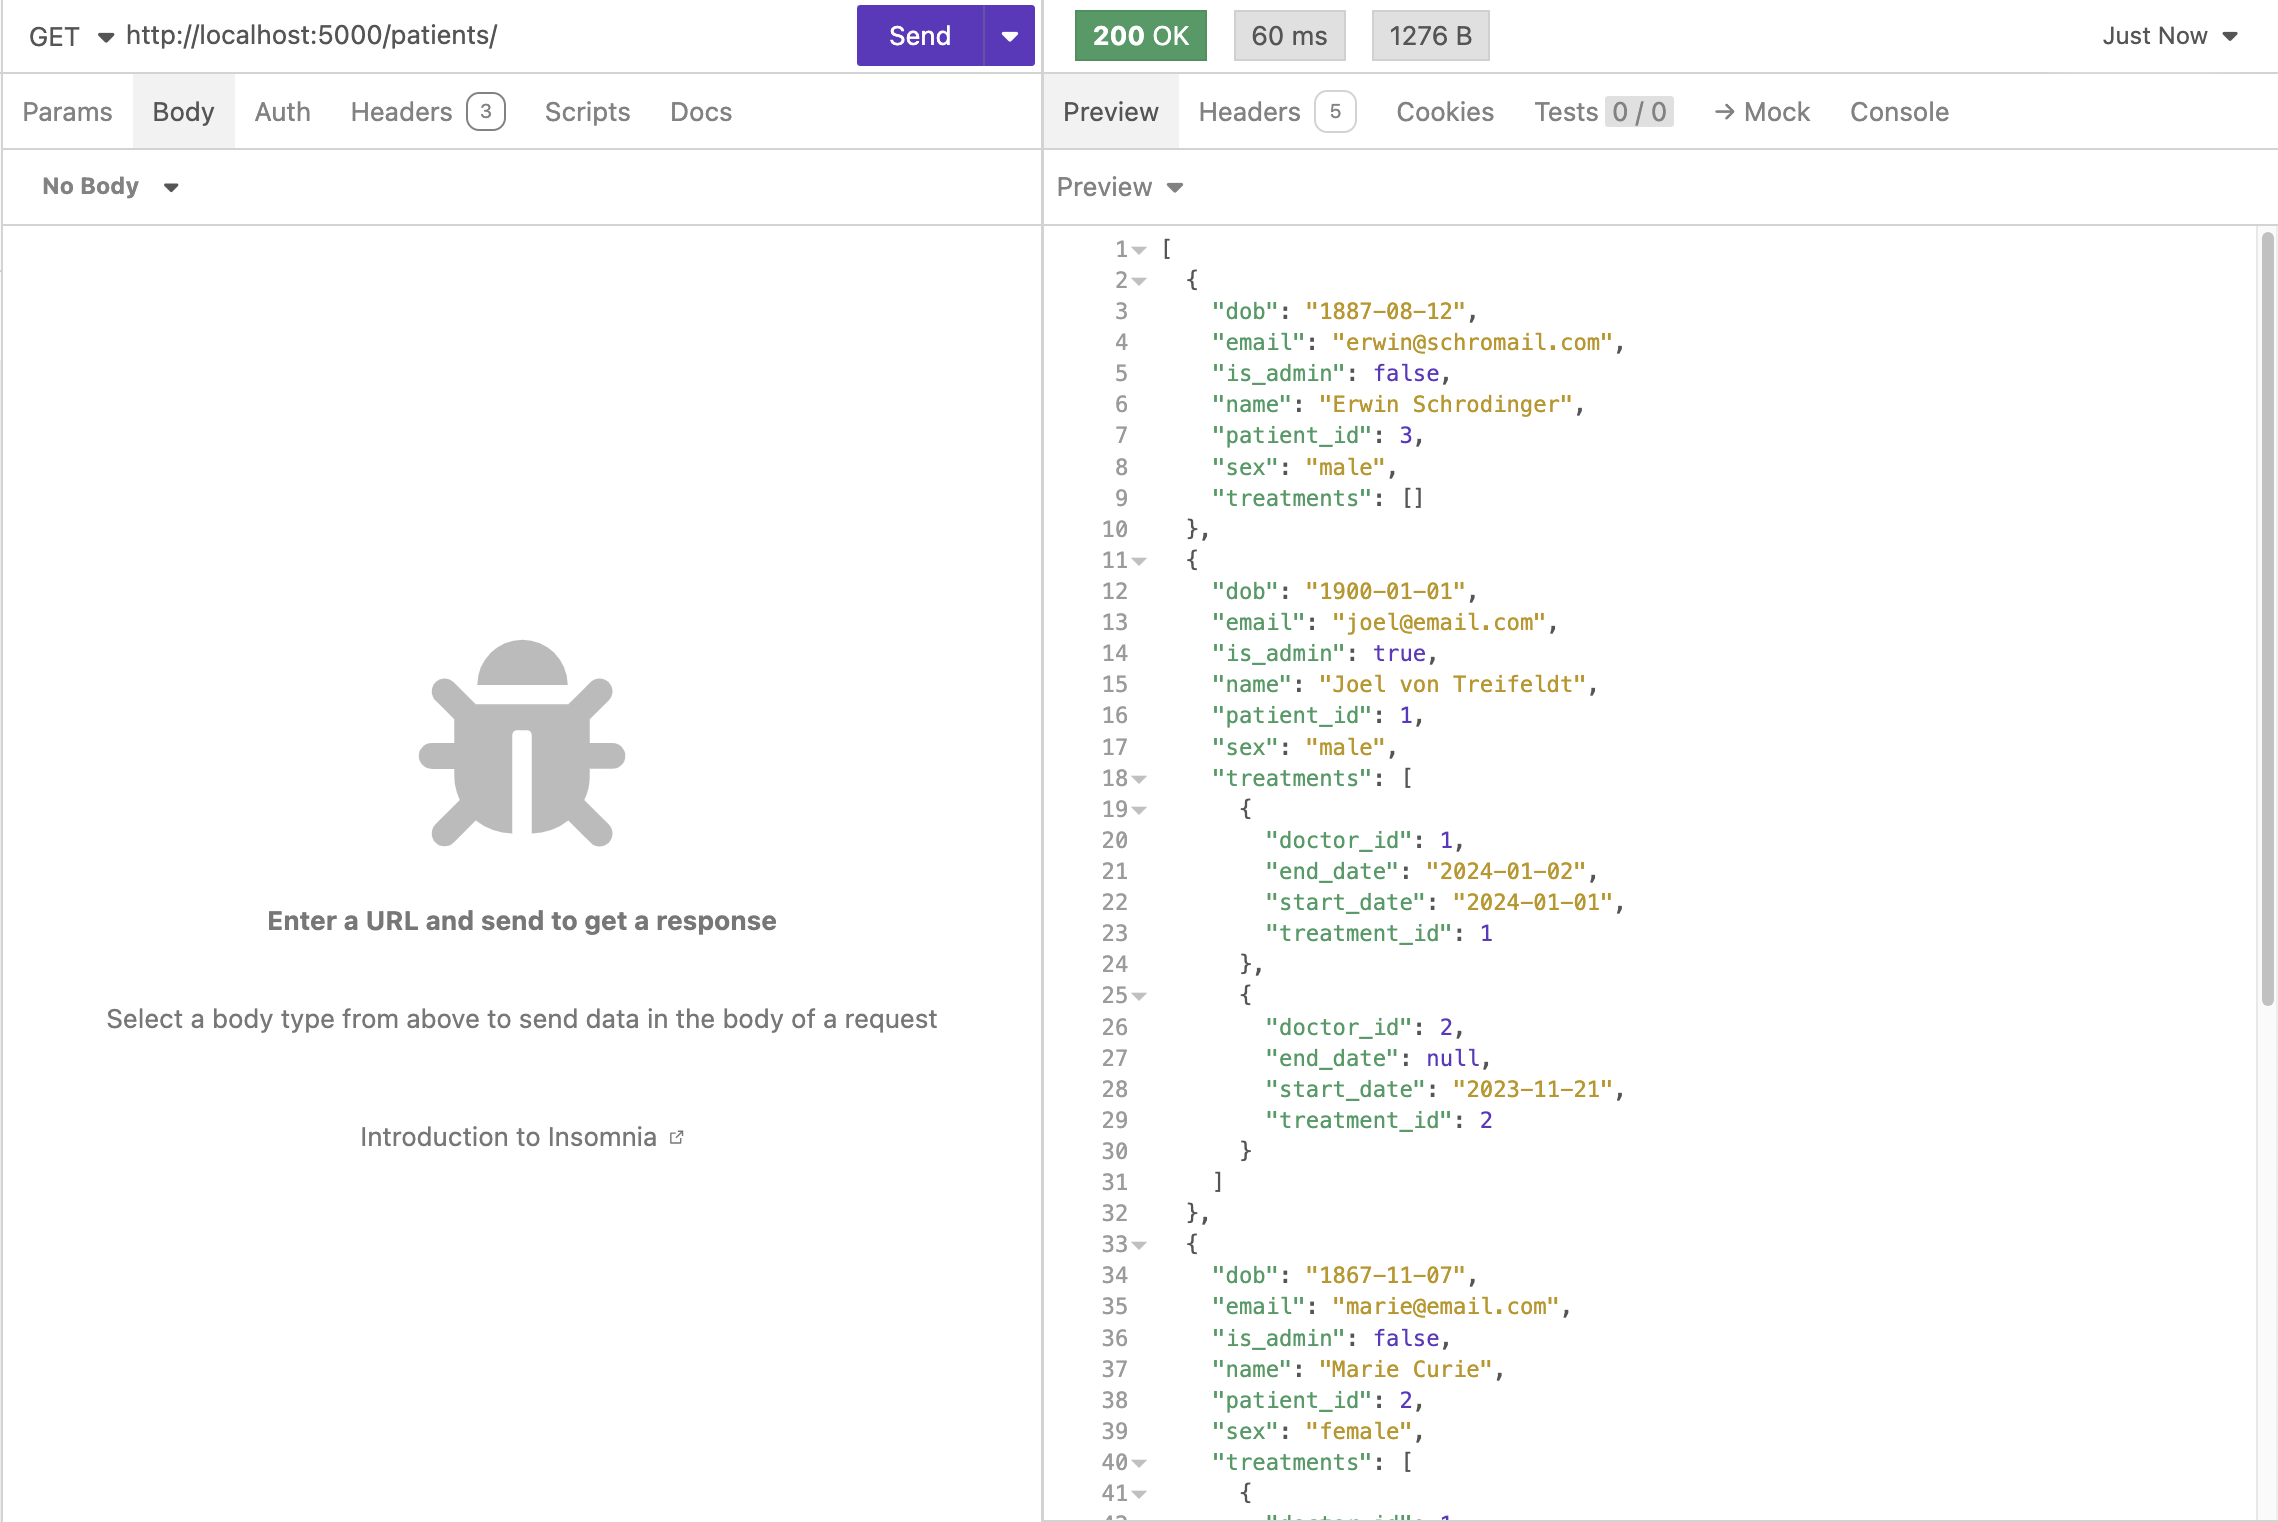 GET http://localhost:5000/patients/ Send
Params Body Auth Headers 3 Scripts Docs
No Body
Enter a URL and send to get a response
Select a body type from above to send data in the body of a request
Introduction to Insomnia
200 OK 60 ms 1276 B Just Now
Preview Headers 5 Cookies Tests 0 / 0 → Mock Console
Preview
1 [
2 {
3 "dob": "1887-08-12",
4 "email": "erwin@schromail.com",
5 "is_admin": false,
6 "name": "Erwin Schrodinger",
7 "patient_id": 3,
8 "sex": "male",
9 "treatments": []
10 },
11 {
12 "dob": "1900-01-01",
13 "email": "joel@email.com",
14 "is_admin": true,
15 "name": "Joel von Treifeldt",
16 "patient_id": 1,
17 "sex": "male",
18 "treatments": [
19 {
20 "doctor_id": 1,
21 "end_date": "2024-01-02",
22 "start_date": "2024-01-01",
23 "treatment_id": 1
24 },
25 {
26 "doctor_id": 2,
27 "end_date": null,
28 "start_date": "2023-11-21",
29 "treatment_id": 2
30 }
31 ]
32 },
33 {
34 "dob": "1867-11-07",
35 "email": "marie@email.com",
36 "is_admin": false,
37 "name": "Marie Curie",
38 "patient_id": 2,
39 "sex": "female",
40 "treatments": [
41 {